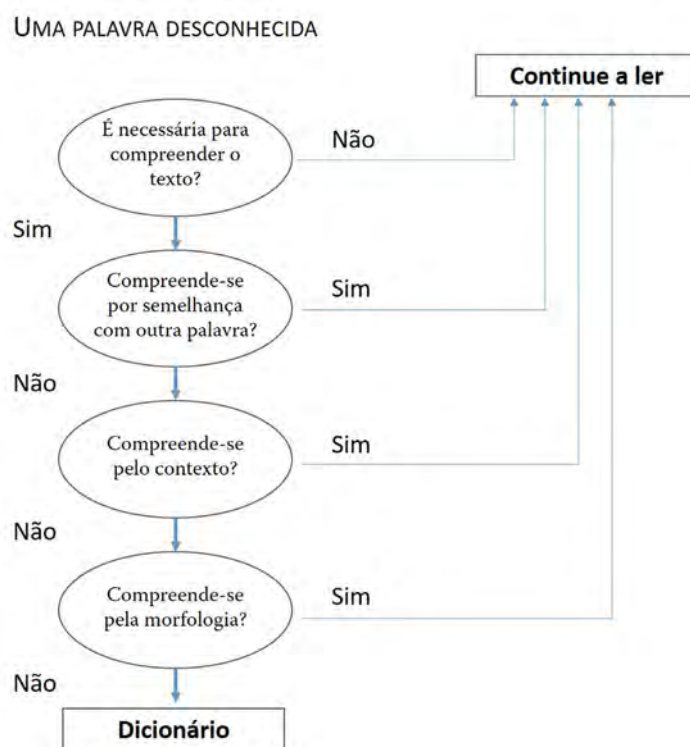 UMA PALAVRA DESCONHECIDA
Continue a ler
É necessária para
compreender o
texto?
Não
Sim
Compreende-se
por semelhança
com outra palavra?
Sim
Não
Compreende-se
pelo contexto?
Sim
Não
Compreende-se
pela morfologia?
Sim
Não
Dicionário